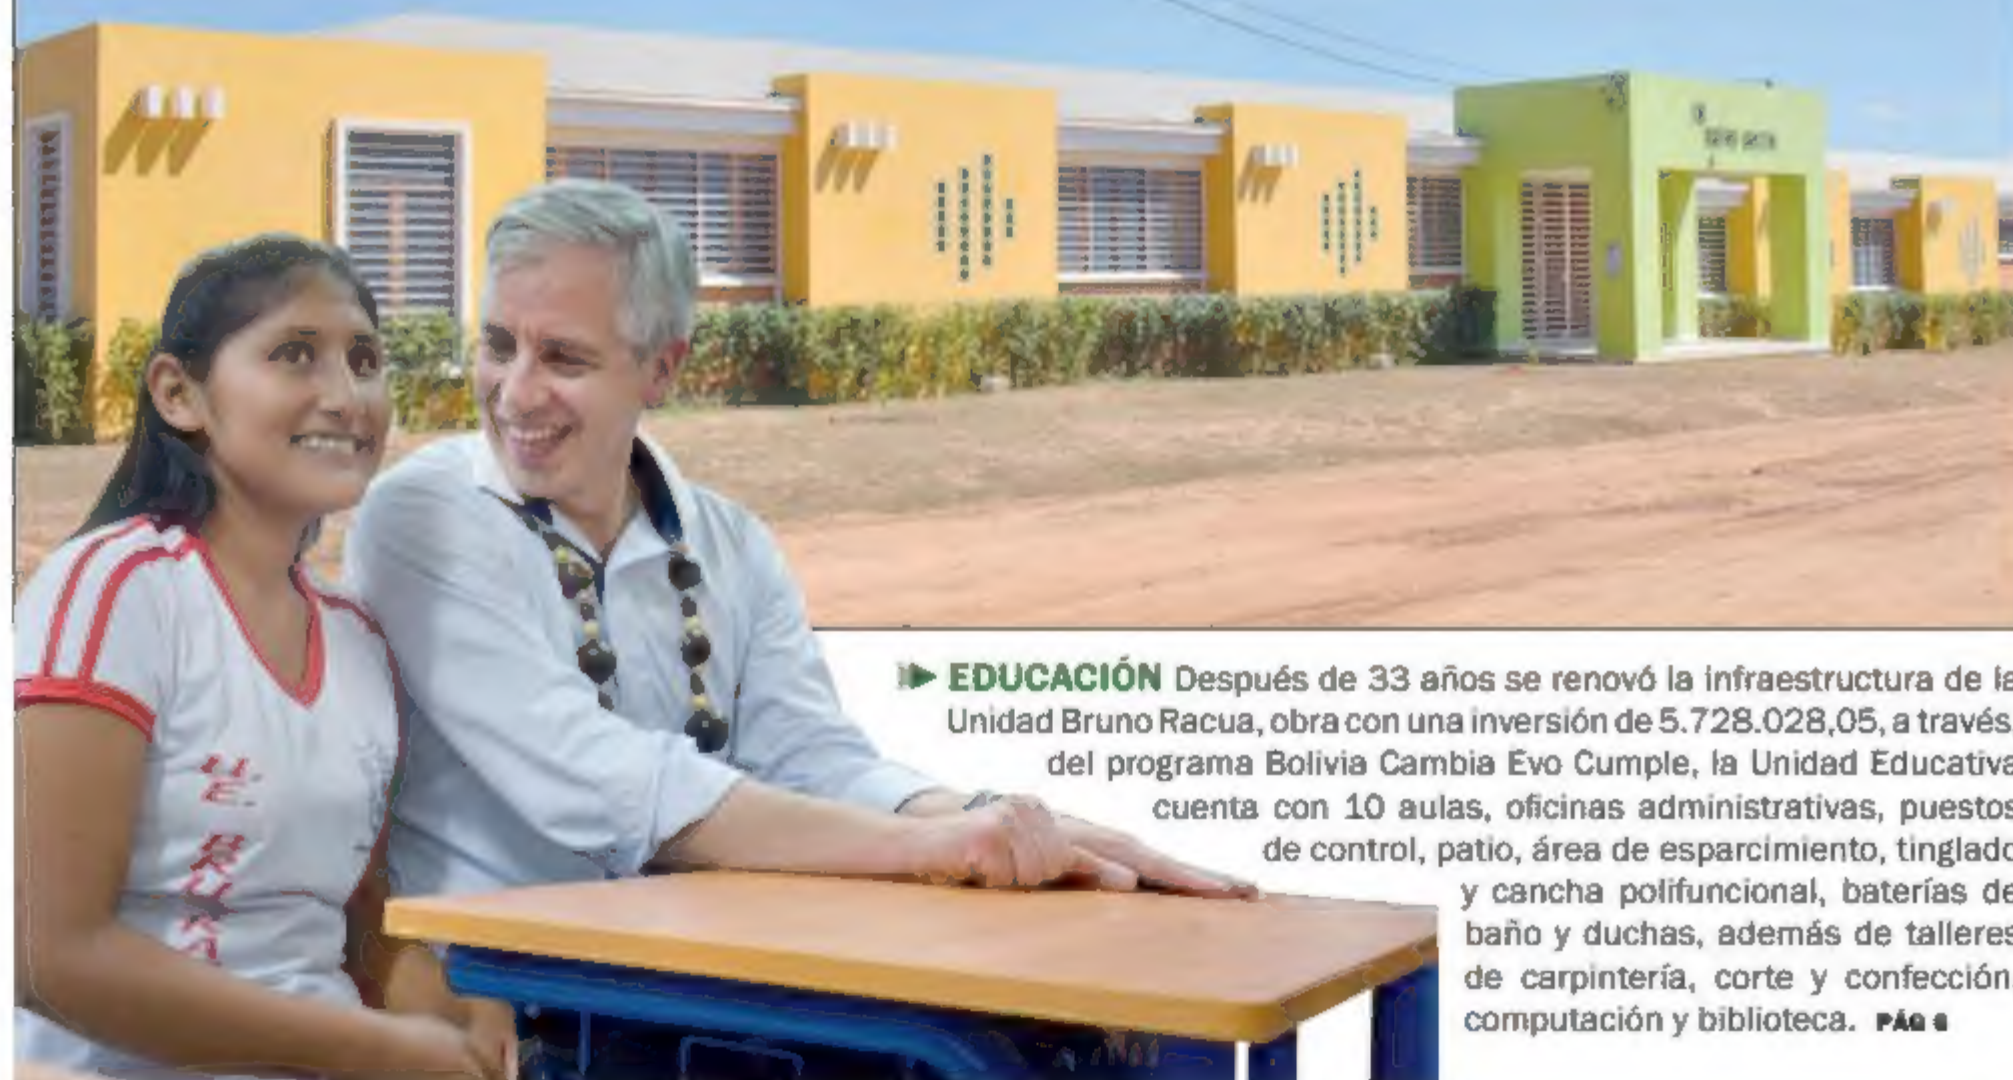 EDUCACIÓN Después de 33 años se renovó la infraestructura de la
Unidad Bruno Racua, obra con una inversión de 5.728.028,05, a través
del programa Bolivia Cambia Evo Cumple, la Unidad Educativa
cuenta con 10 aulas, oficinas administrativas, puestos
de control, patio, área de esparcimiento, tinglado
y cancha polifuncional, baterías de
baño y duchas, además de talleres
de carpintería, corte y confección,
computación y biblioteca. PÁG 6
U.
E.